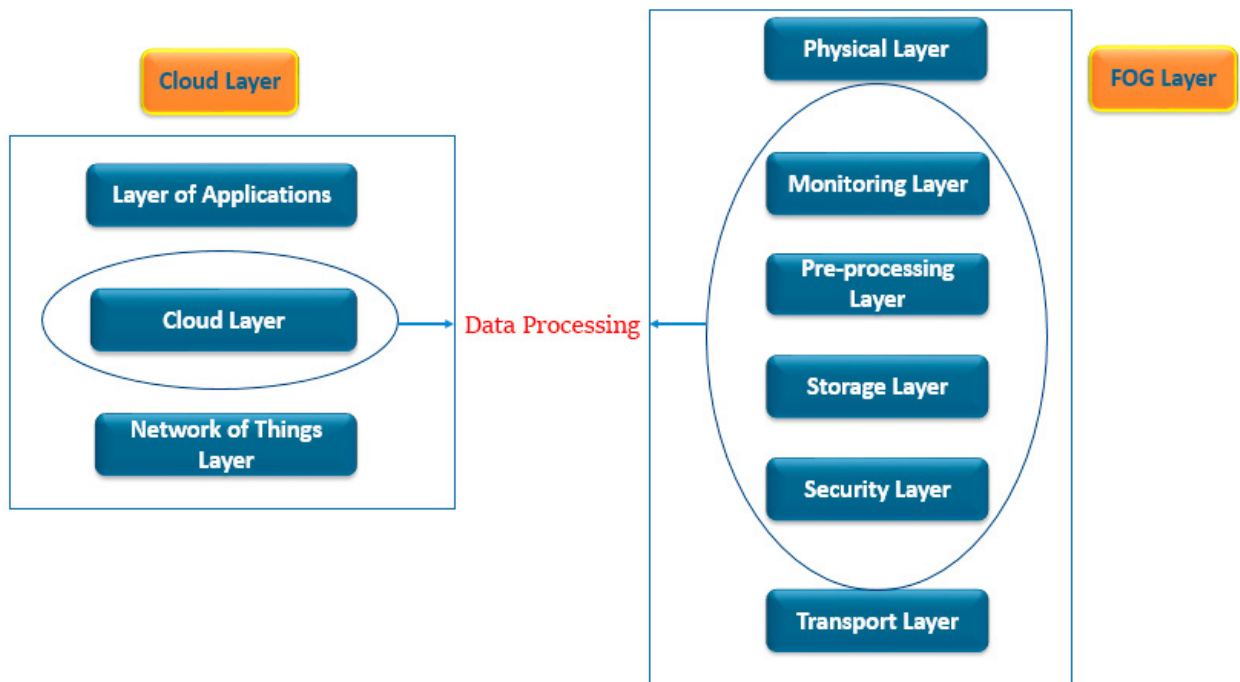 Cloud Layer
Layer of Applications
Cloud Layer
Network of Things
Layer
Data Processing
Physical Layer
Monitoring Layer
Pre-processing
Layer
Storage Layer
Security Layer
Transport Layer
FOG Layer